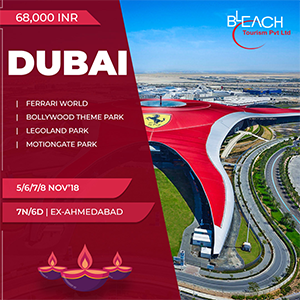 68,000 INR
BLEACH
Tourism Pvt Ltd
DUBAI
| FERRARI WORLD
| BOLLYWOOD THEME PARK
| LEGOLAND PARK
| MOTIONGATE PARK
5/6/7/8 NOV'18
7N/6D | EX-AHMEDABAD